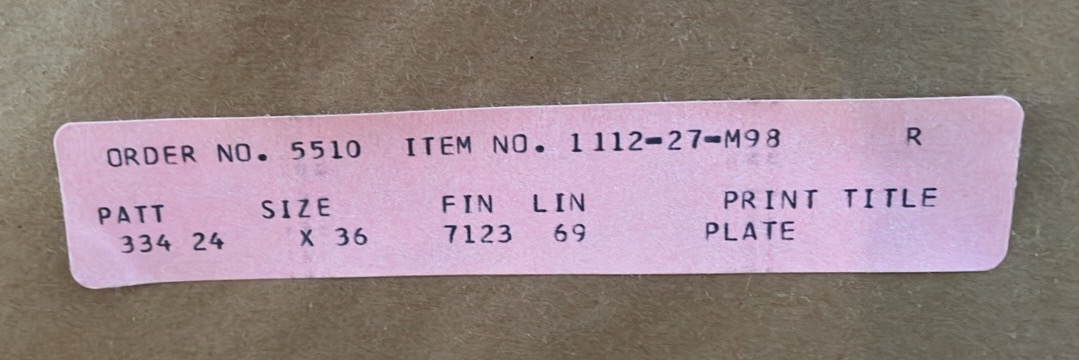 ORDER NO. 5510 ITEM NO. 1112-27-M98 R
PATT SIZE FIN LIN PRINT TITLE
334 24 X 36 7123 69 PLATE